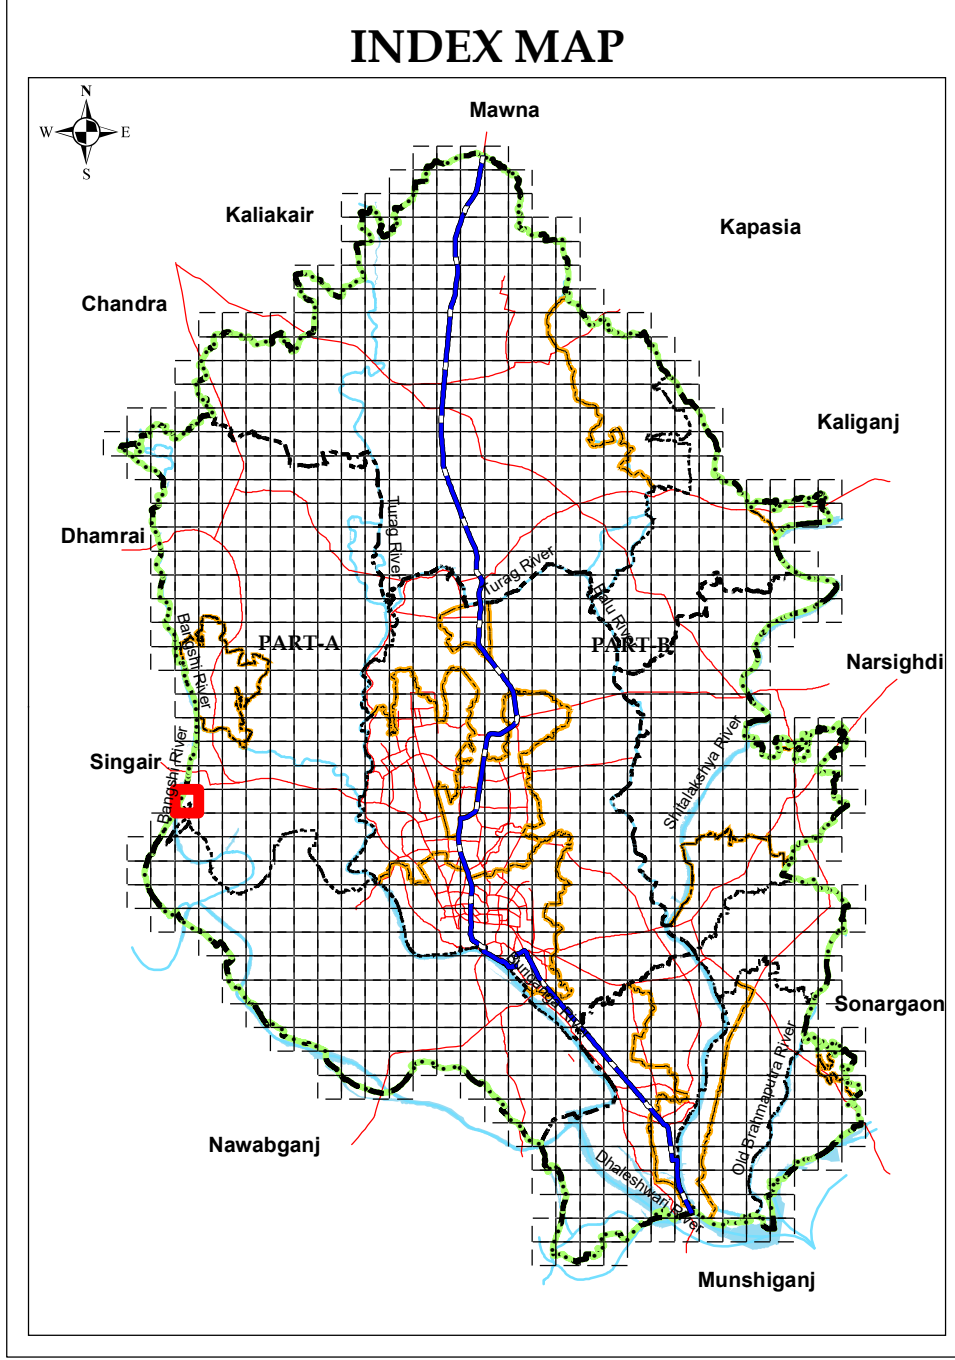 INDEX MAP
N
W E
S
Mawna
Kaliakair
Kapasia
Chandra
Kaliganj
Dhamrai
Turag River
Turag River
Balu River
Bangshi River
PART-A
PART-B
Narsighdi
Singair
Bangshi River
Shitalakshya River
Buriganga River
Sonargaon
Old Brahmaputra River
Nawabganj
Dhaleshwari River
Munshiganj